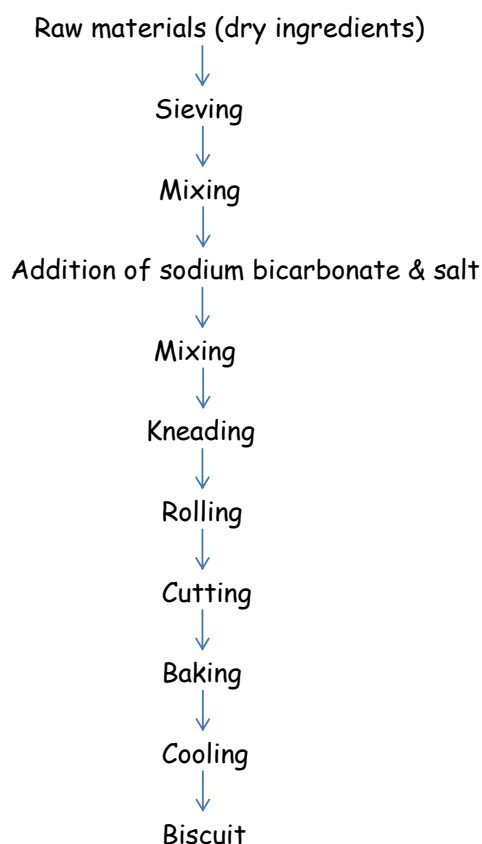 Raw materials (dry ingredients)
Sieving
Mixing
Addition of sodium bicarbonate & salt
Mixing
Kneading
Rolling
Cutting
Baking
Cooling
Biscuit